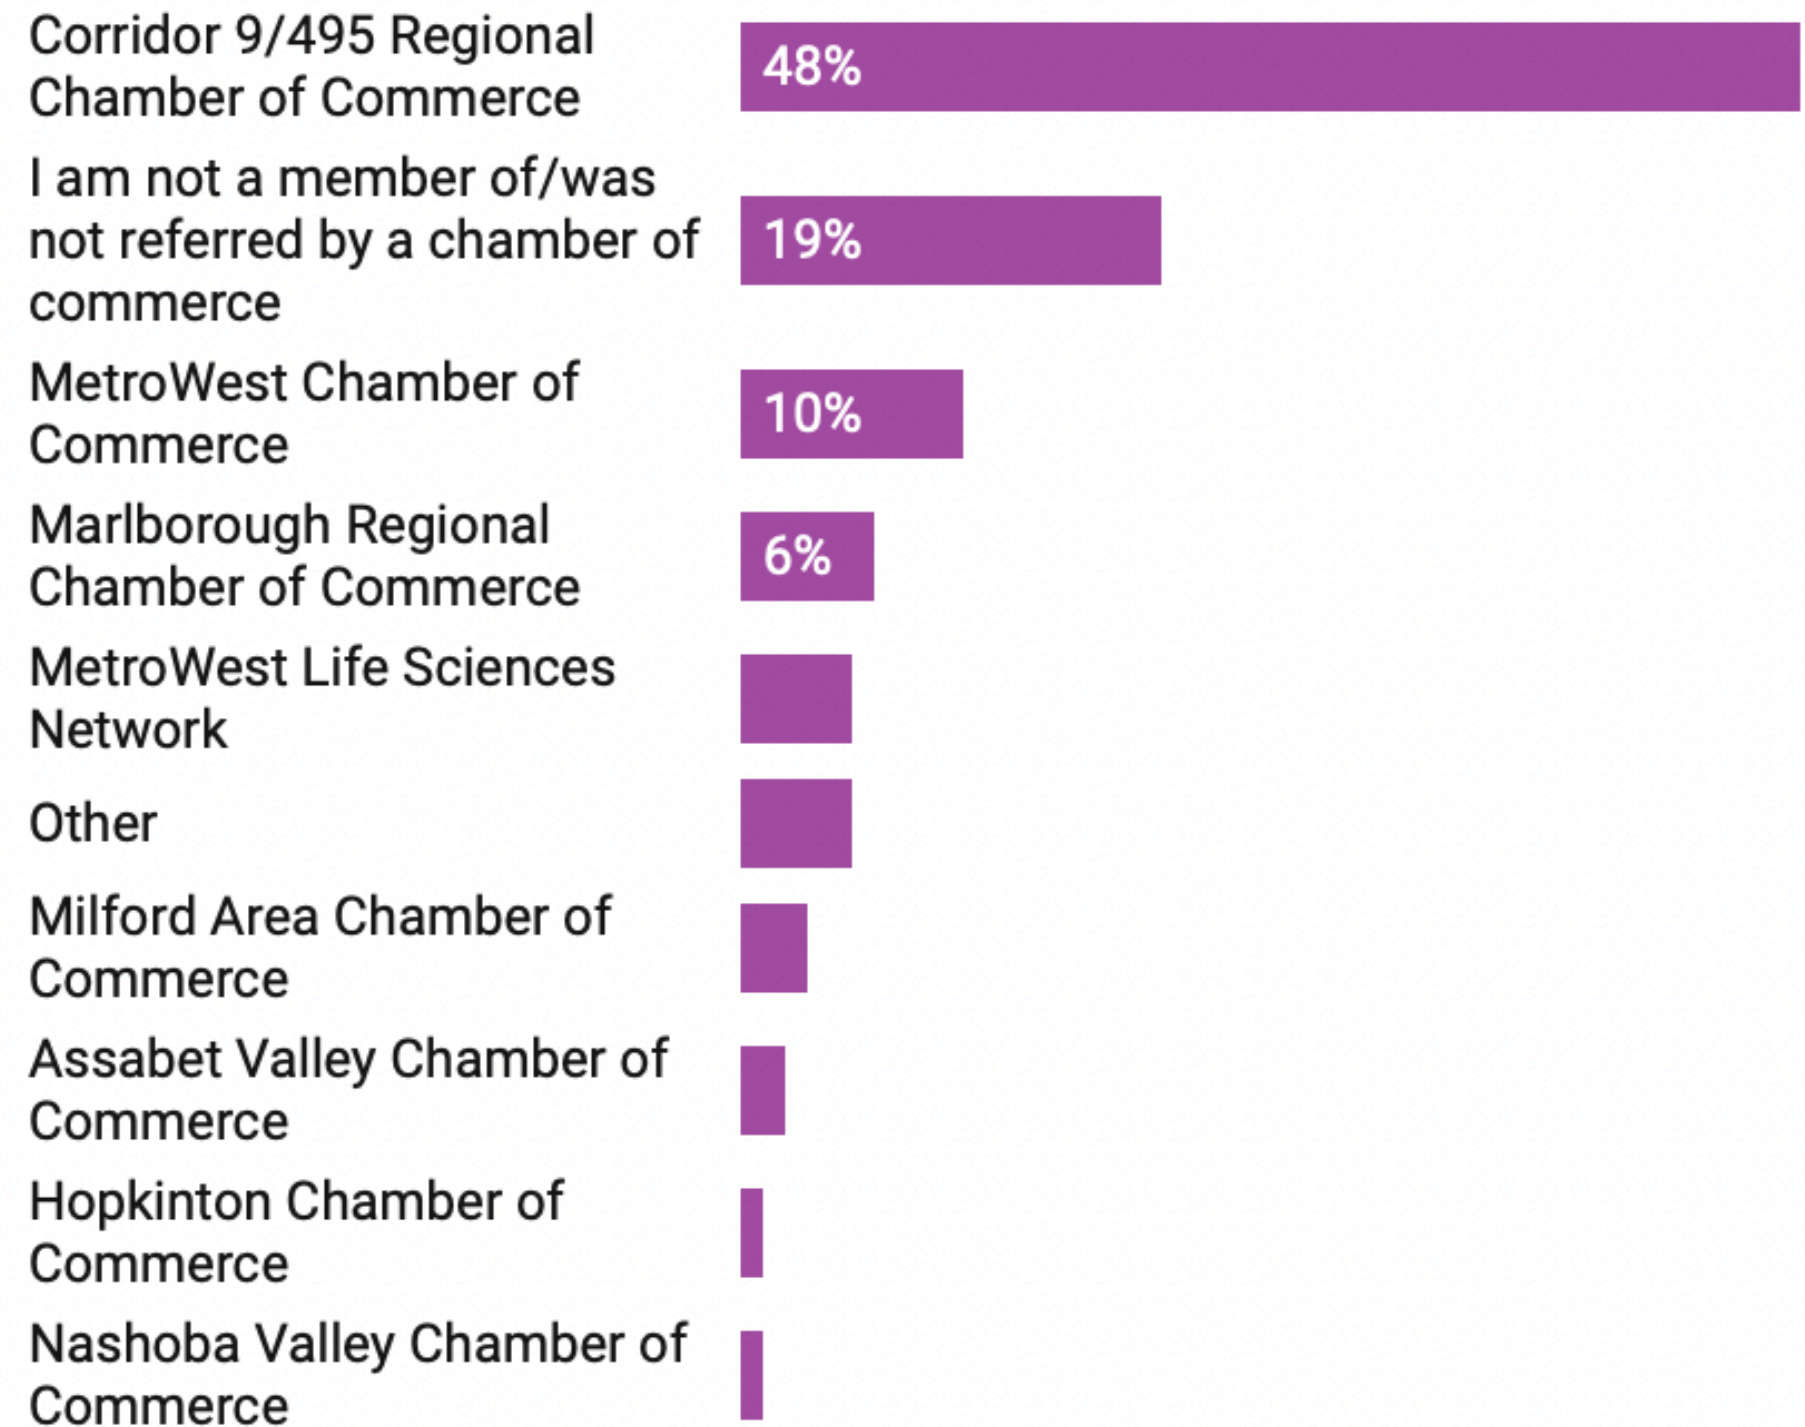 Corridor 9/495 Regional
Chamber of Commerce
48%
I am not a member of/was
not referred by a chamber of
commerce
19%
MetroWest Chamber of
Commerce
10%
Marlborough Regional
Chamber of Commerce
6%
MetroWest Life Sciences
Network
Other
Milford Area Chamber of
Commerce
Assabet Valley Chamber of
Commerce
Hopkinton Chamber of
Commerce
Nashoba Valley Chamber of
Commerce